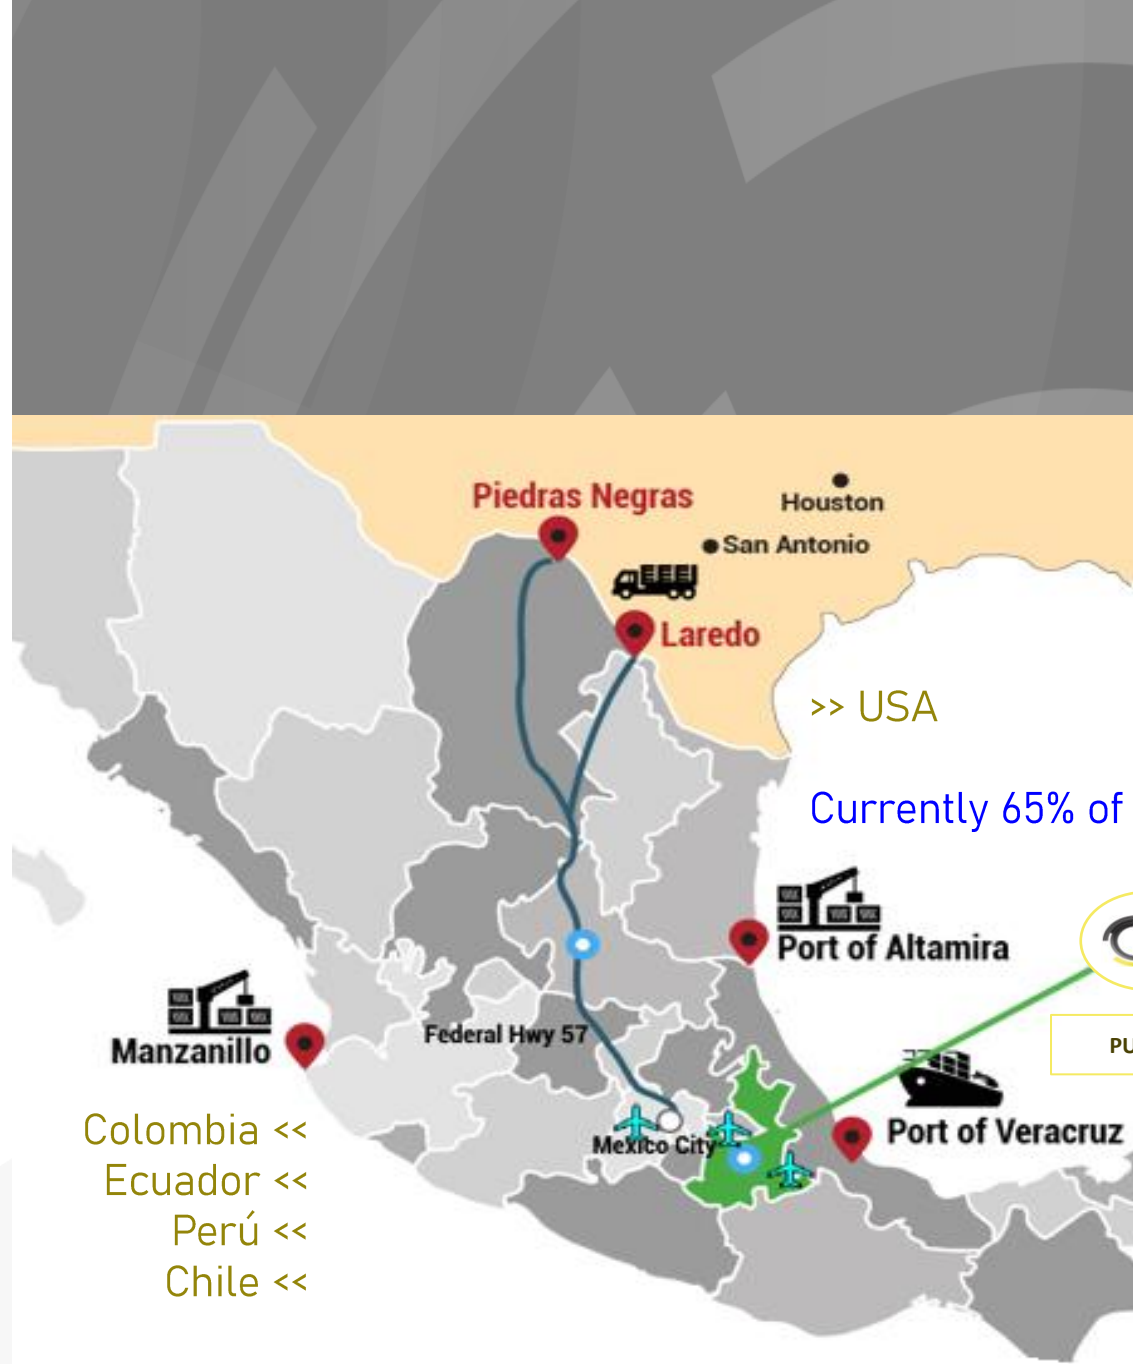 Piedras Negras
Houston
San Antonio
Laredo
>> USA
Currently 65% of
Port of Altamira
Manzanillo
Federal Hwy 57
PU
Colombia <<
Mexico City
Port of Veracruz
Ecuador <<
Perú <<
Chile <<